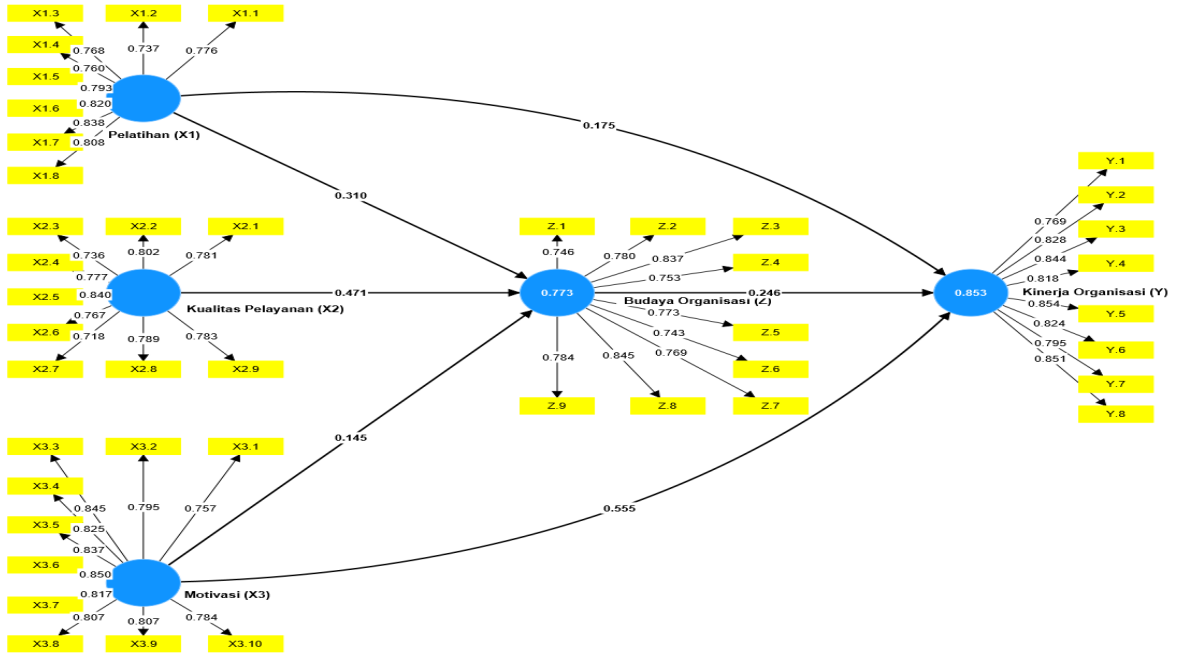 X1.3
X1.2
X1.1
X1.4
X1.5
X1.6
X1.7
X1.8
0.768
0.737
0.776
0.760
0.793
0.820
0.838
0.808
Pelatihan (X1)
0.175
0.310
X2.3
X2.2
X2.1
X2.4
X2.5
X2.6
X2.7
X2.8
X2.9
0.736
0.802
0.781
0.777
0.840
0.767
0.718
0.789
0.783
Kualitas Pelayanan (X2)
0.471
Z.1
Z.2
Z.3
Z.4
Z.5
Z.6
Z.7
Z.8
Z.9
0.746
0.780
0.837
0.753
0.773
0.743
0.769
0.845
0.784
0.773
Budaya Organisasi (Z)
0.246
X3.3
X3.2
X3.1
X3.4
X3.5
X3.6
X3.7
X3.8
X3.9
X3.10
0.845
0.795
0.757
0.825
0.837
0.850
0.817
0.807
0.807
0.784
Motivasi (X3)
0.145
0.555
Y.1
Y.2
Y.3
Y.4
Y.5
Y.6
Y.7
Y.8
0.769
0.828
0.844
0.818
0.854
0.824
0.795
0.851
0.853
Kinerja Organisasi (Y)